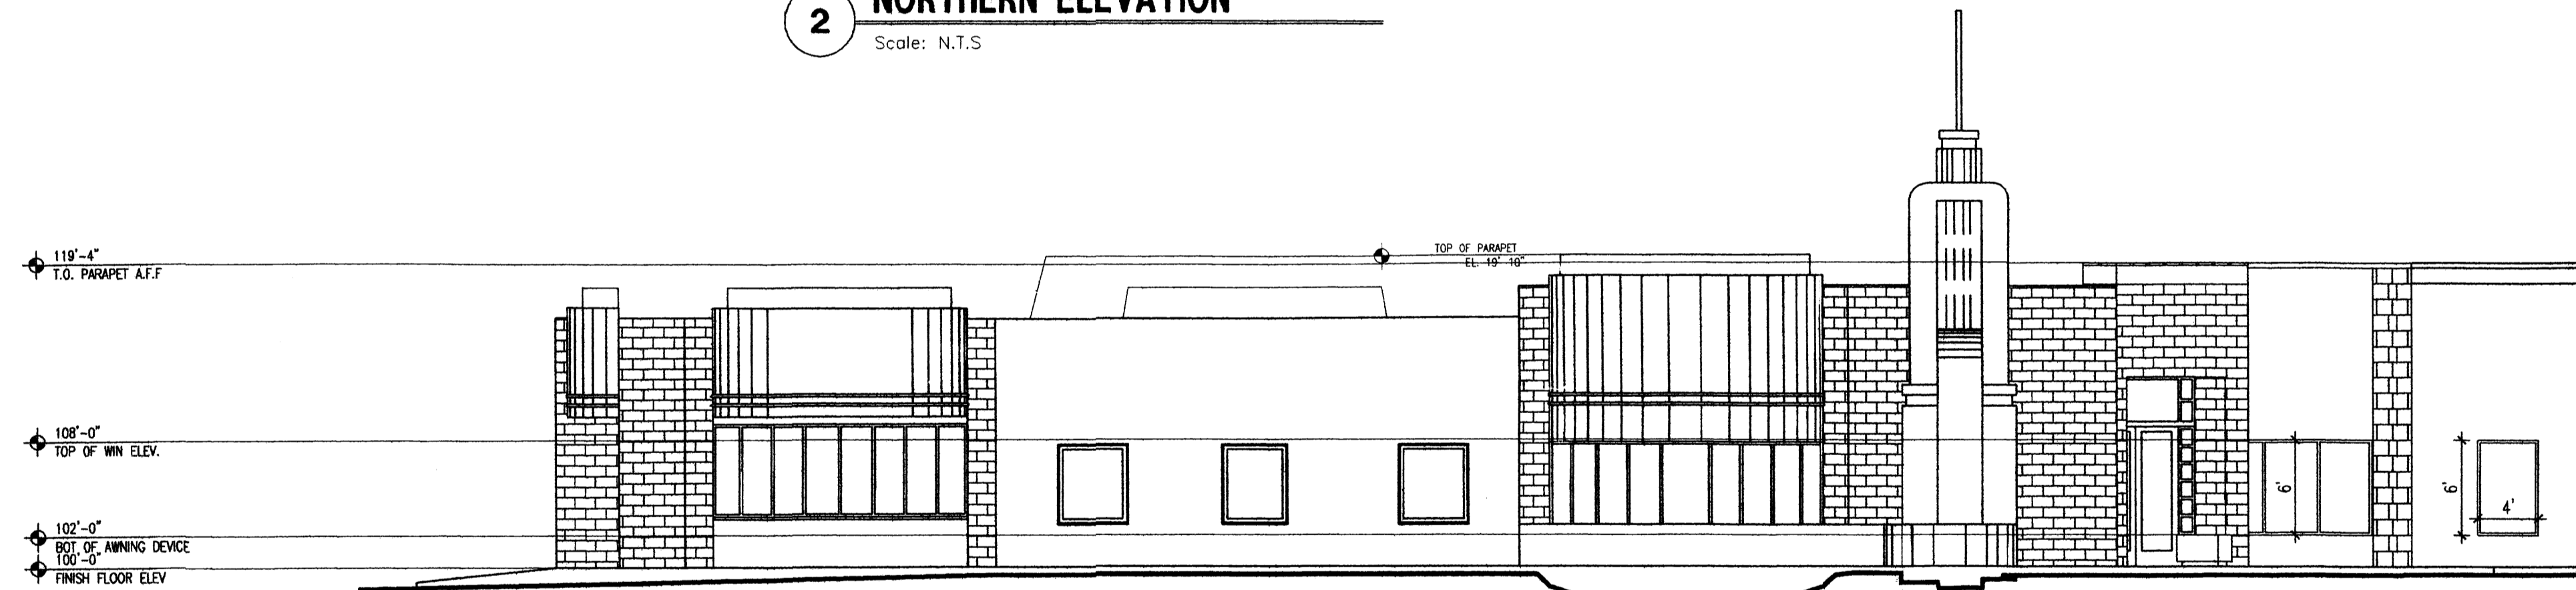 2
NORTHERN ELEVATION
Scale: N.T.S
119'-4"
T.O. PARAPET A.F.F
TOP OF PARAPET
EL. 19' 10"
108'-0"
TOP OF WIN ELEV.
102'-0"
BOT. OF AWNING DEVICE
100'-0"
FINISH FLOOR ELEV
6'
6'
4'